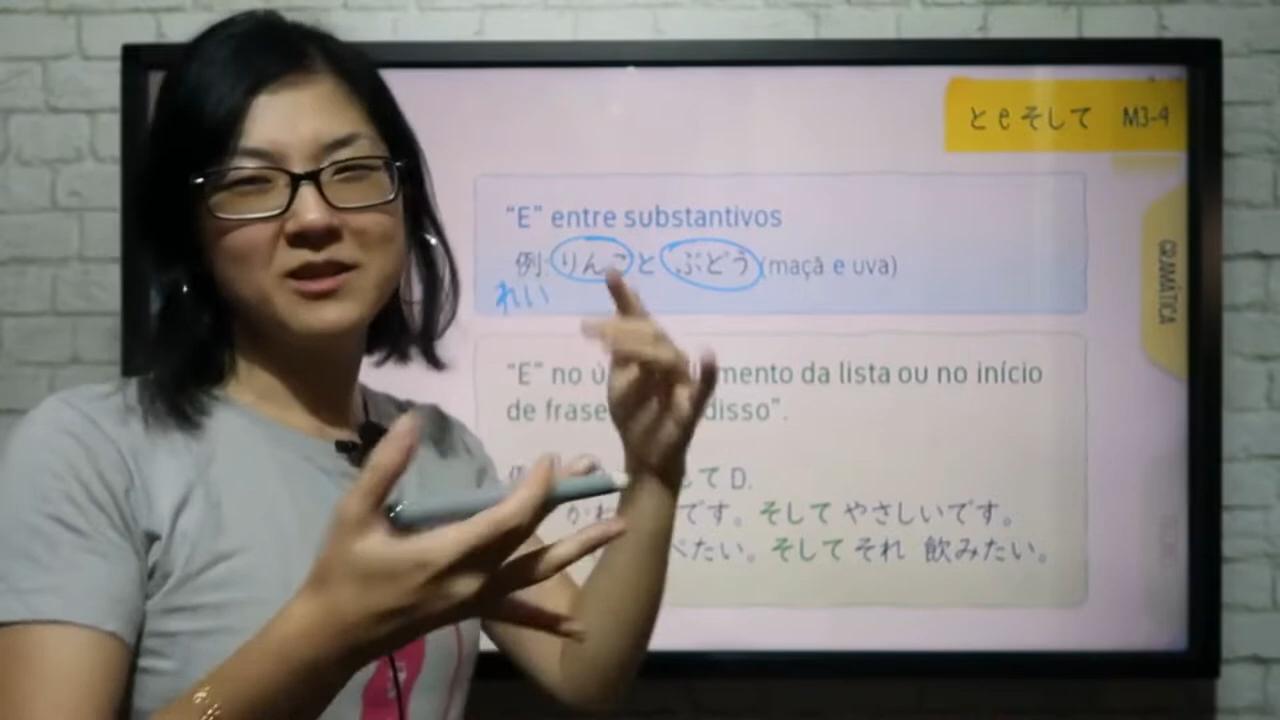 と e そして M3-4
“E” entre substantivos
例: りんごと ぶどう (maçã e uva)
れい
GRAMÁTICA
“E” no mento da lista ou no início
de frase disso”.
て D.
かわ です。そして やさしいです。
べたい。そして それ 飲みたい。